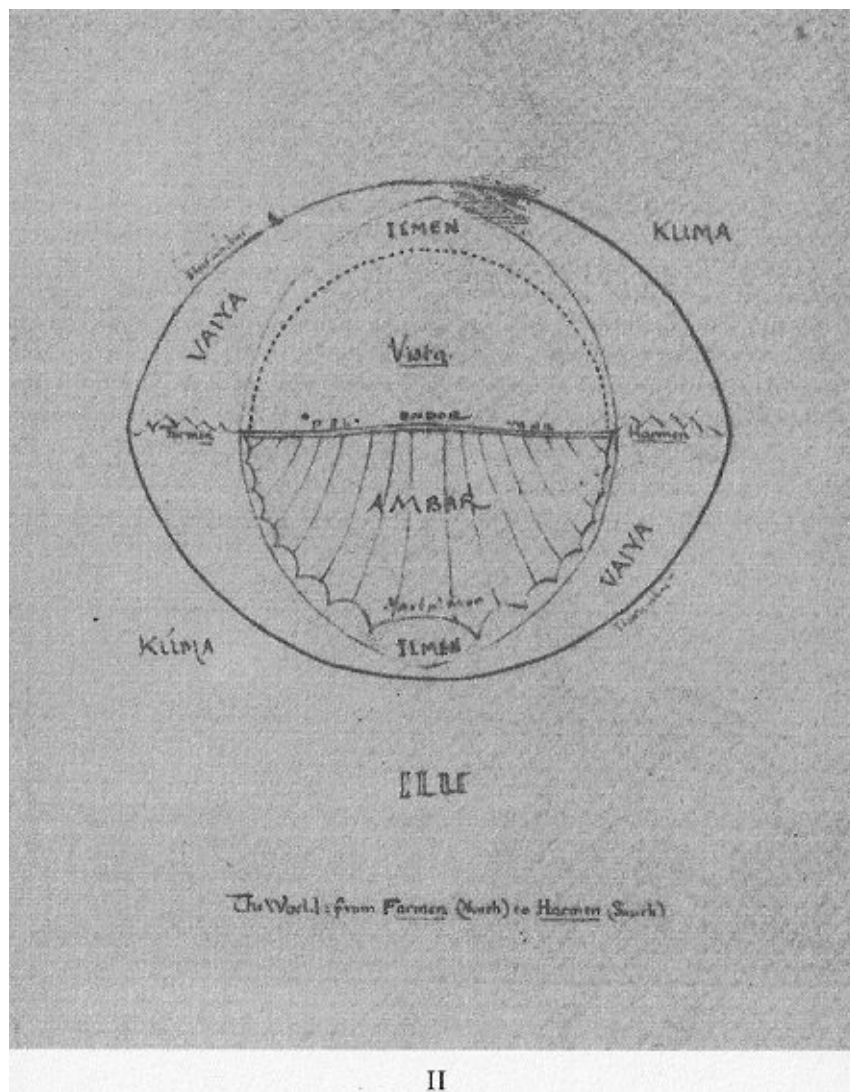 ILMEN
KUMA
VAIYA
Vista
ENDOR
Formen
Harmen
AMBAR
VAIYA
KÚMA
ILMEN
ILU
The World: from Formen (North) to Harmen (South)
II